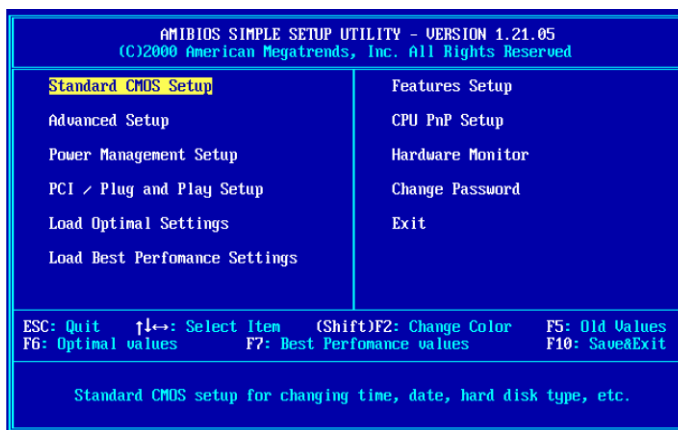 AMIBIOS SIMPLE SETUP UTILITY - VERSION 1.21.05
(C)2000 American Megatrends, Inc. All Rights Reserved
Standard CMOS Setup
Advanced Setup
Power Management Setup
PCI / Plug and Play Setup
Load Optimal Settings
Load Best Perfomance Settings
Features Setup
CPU PnP Setup
Hardware Monitor
Change Password
Exit
ESC: Quit ↑↓↔: Select Item (Shift)F2: Change Color F5: Old Values
F6: Optimal values F7: Best Perfomance values F10: Save&Exit
Standard CMOS setup for changing time, date, hard disk type, etc.